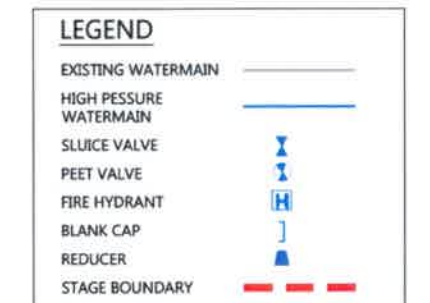 LEGEND
EXISTING WATERMAIN
HIGH PESSURE
WATERMAIN
SLUICE VALVE
PEET VALVE
FIRE HYDRANT
H
BLANK CAP
REDUCER
STAGE BOUNDARY